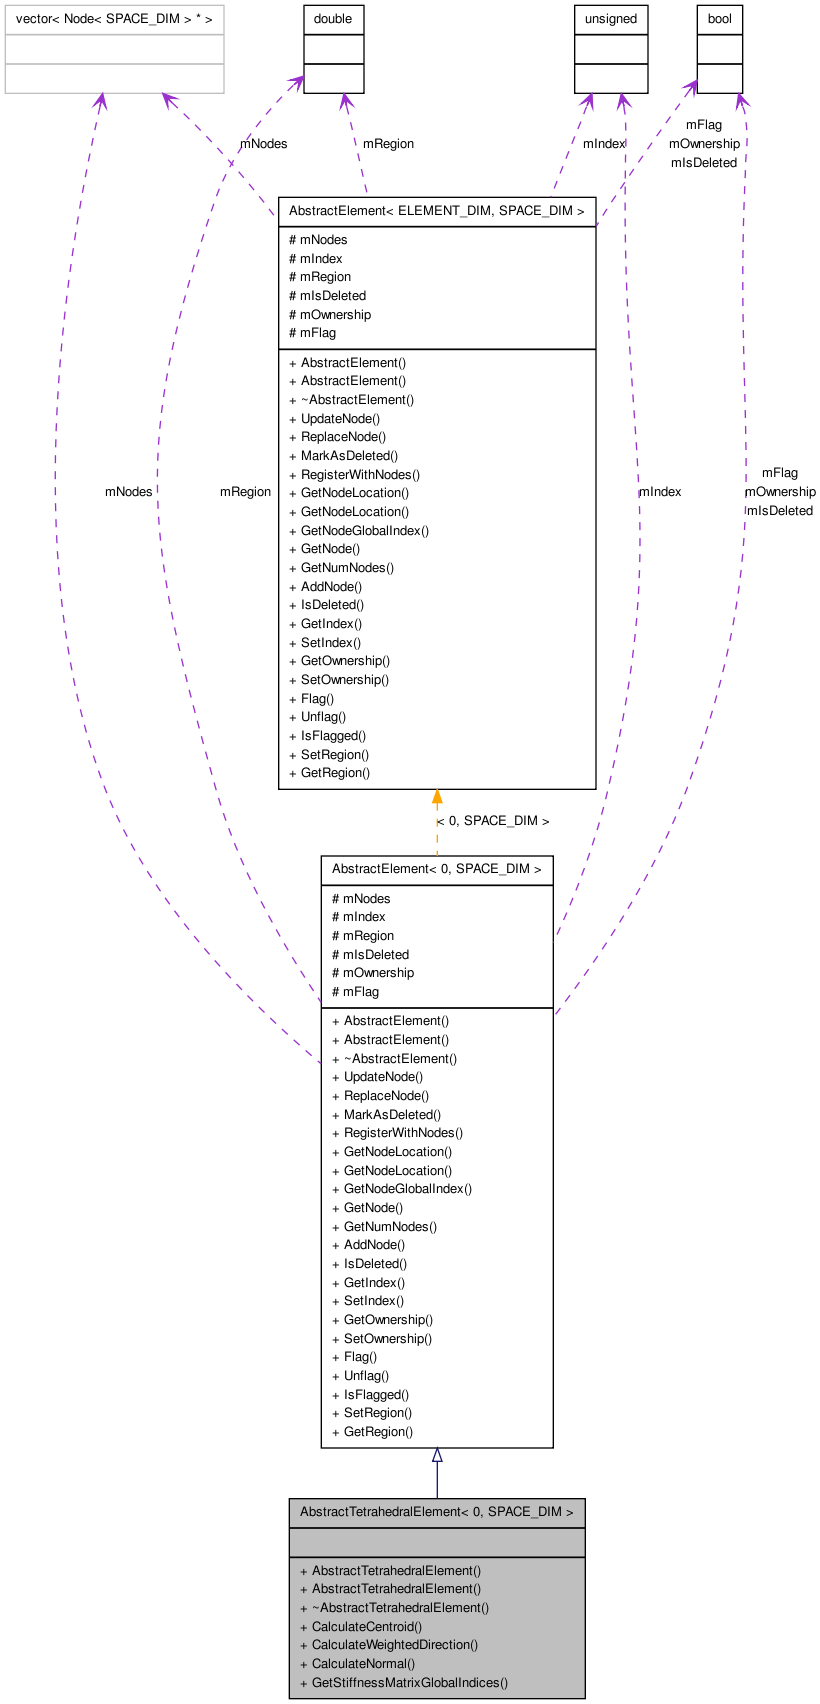 vector< Node< SPACE_DIM > * >
double
unsigned
bool
mNodes
mRegion
mIndex
mFlag
mOwnership
mIsDeleted
AbstractElement< ELEMENT_DIM, SPACE_DIM >
# mNodes
# mIndex
# mRegion
# mIsDeleted
# mOwnership
# mFlag
+ AbstractElement()
+ AbstractElement()
+ ~AbstractElement()
+ UpdateNode()
+ ReplaceNode()
+ MarkAsDeleted()
+ RegisterWithNodes()
+ GetNodeLocation()
+ GetNodeLocation()
+ GetNodeGlobalIndex()
+ GetNode()
+ GetNumNodes()
+ AddNode()
+ IsDeleted()
+ GetIndex()
+ SetIndex()
+ GetOwnership()
+ SetOwnership()
+ Flag()
+ Unflag()
+ IsFlagged()
+ SetRegion()
+ GetRegion()
mNodes
mRegion
mIndex
mFlag
mOwnership
mIsDeleted
< 0, SPACE_DIM >
AbstractElement< 0, SPACE_DIM >
# mNodes
# mIndex
# mRegion
# mIsDeleted
# mOwnership
# mFlag
+ AbstractElement()
+ AbstractElement()
+ ~AbstractElement()
+ UpdateNode()
+ ReplaceNode()
+ MarkAsDeleted()
+ RegisterWithNodes()
+ GetNodeLocation()
+ GetNodeLocation()
+ GetNodeGlobalIndex()
+ GetNode()
+ GetNumNodes()
+ AddNode()
+ IsDeleted()
+ GetIndex()
+ SetIndex()
+ GetOwnership()
+ SetOwnership()
+ Flag()
+ Unflag()
+ IsFlagged()
+ SetRegion()
+ GetRegion()
AbstractTetrahedralElement< 0, SPACE_DIM >
+ AbstractTetrahedralElement()
+ AbstractTetrahedralElement()
+ ~AbstractTetrahedralElement()
+ CalculateCentroid()
+ CalculateWeightedDirection()
+ CalculateNormal()
+ GetStiffnessMatrixGlobalIndices()